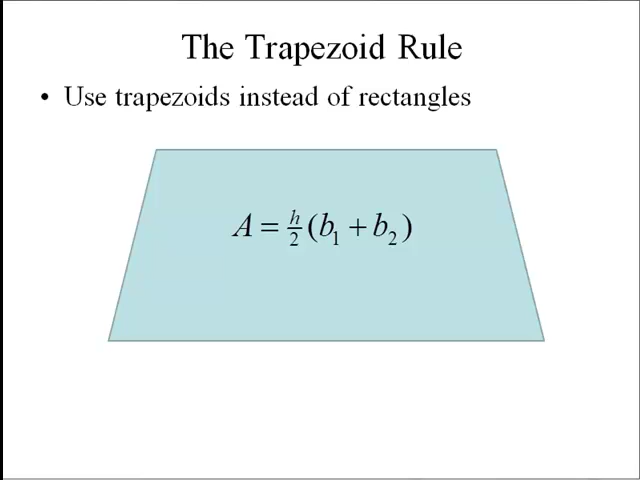 The Trapezoid Rule
• Use trapezoids instead of rectangles
A = h/2 (b₁ + b₂)